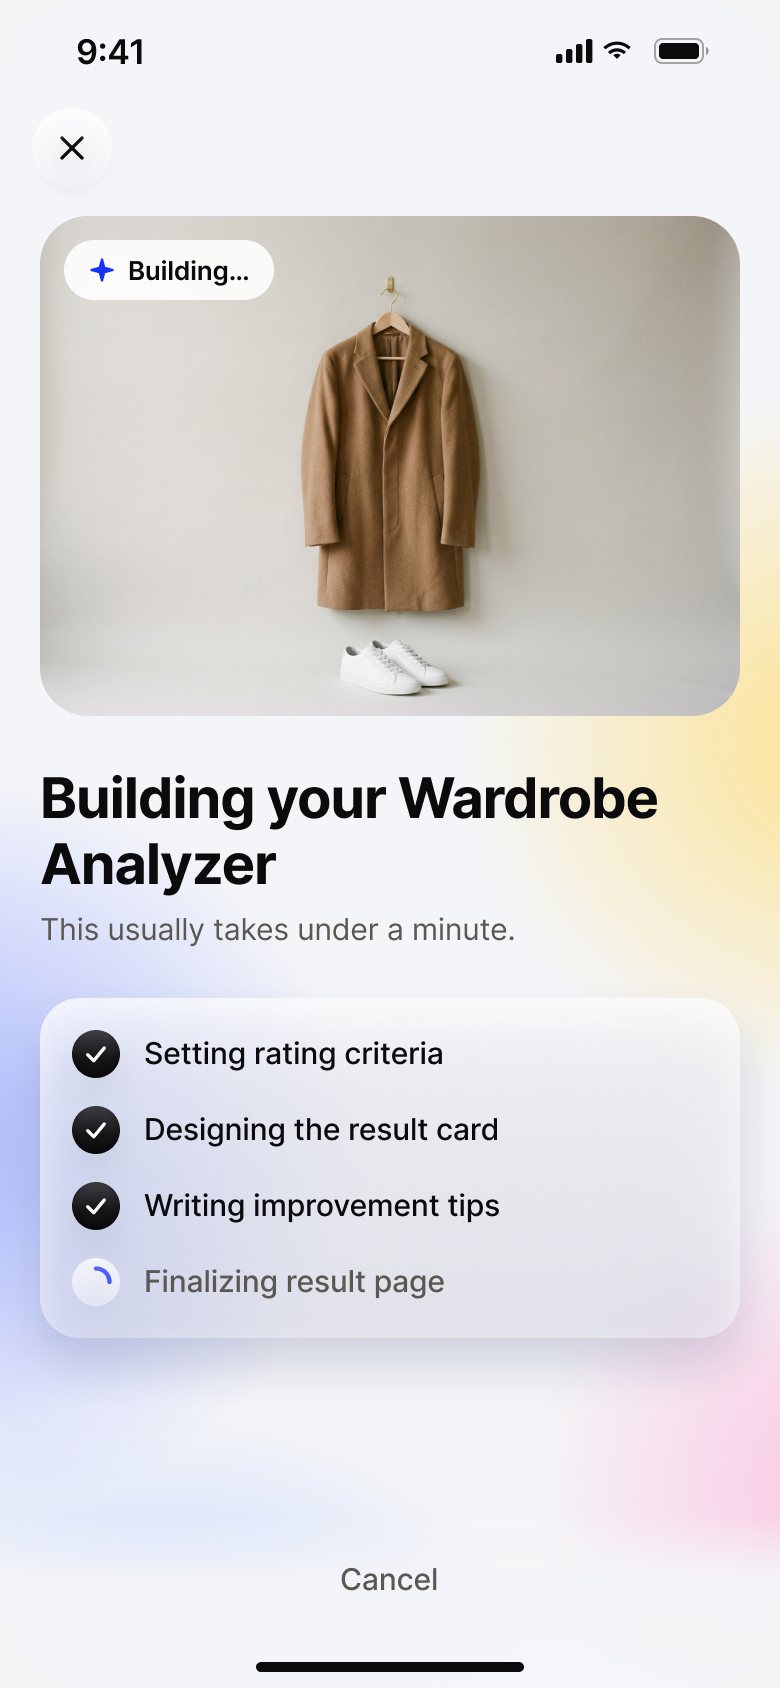 9:41
Building...
Building your Wardrobe
Analyzer
This usually takes under a minute.
Setting rating criteria
Designing the result card
Writing improvement tips
Finalizing result page
Cancel